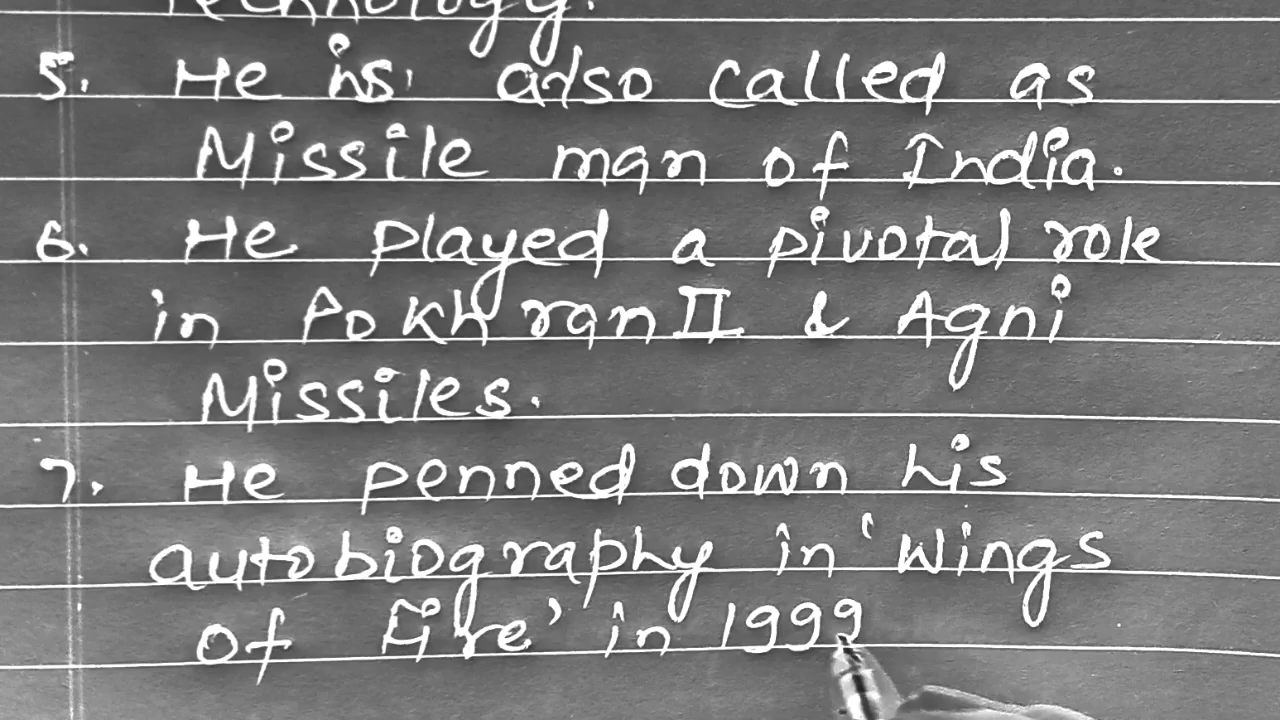 Technology.
5. He is also called as
Missile man of India.
6. He played a pivotal role
in Pokhran II & Agni
Missiles.
7. He penned down his
autobiography in 'Wings
of Fire' in 1999